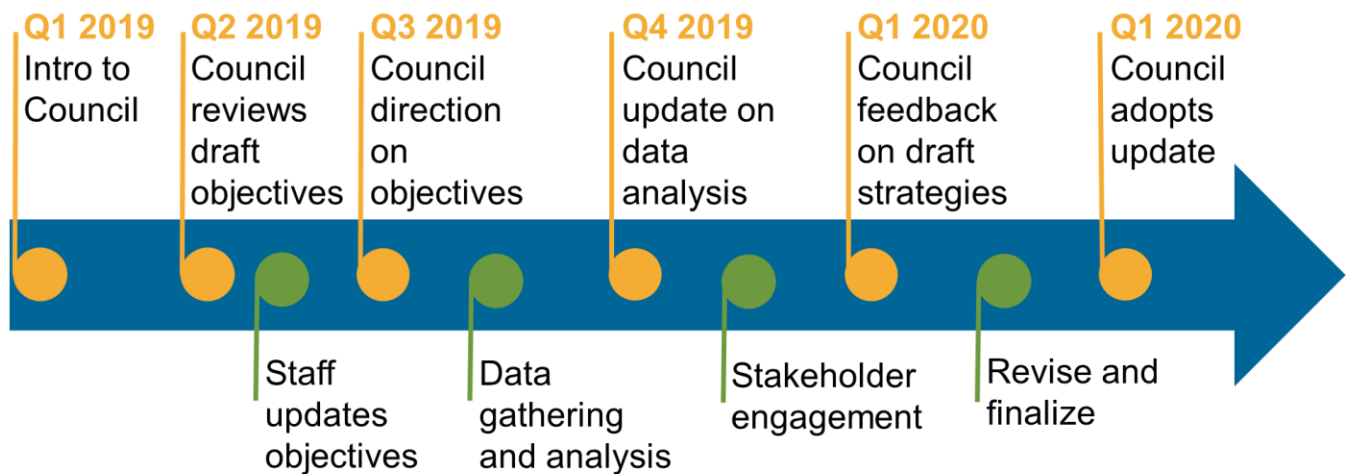 Q1 2019
Intro to
Council
Q2 2019
Council
reviews
draft
objectives
Q3 2019
Council
direction
on
objectives
Q4 2019
Council
update on
data
analysis
Q1 2020
Council
feedback
on draft
strategies
Q1 2020
Council
adopts
update
Staff
updates
objectives
Data
gathering
and analysis
Stakeholder
engagement
Revise and
finalize